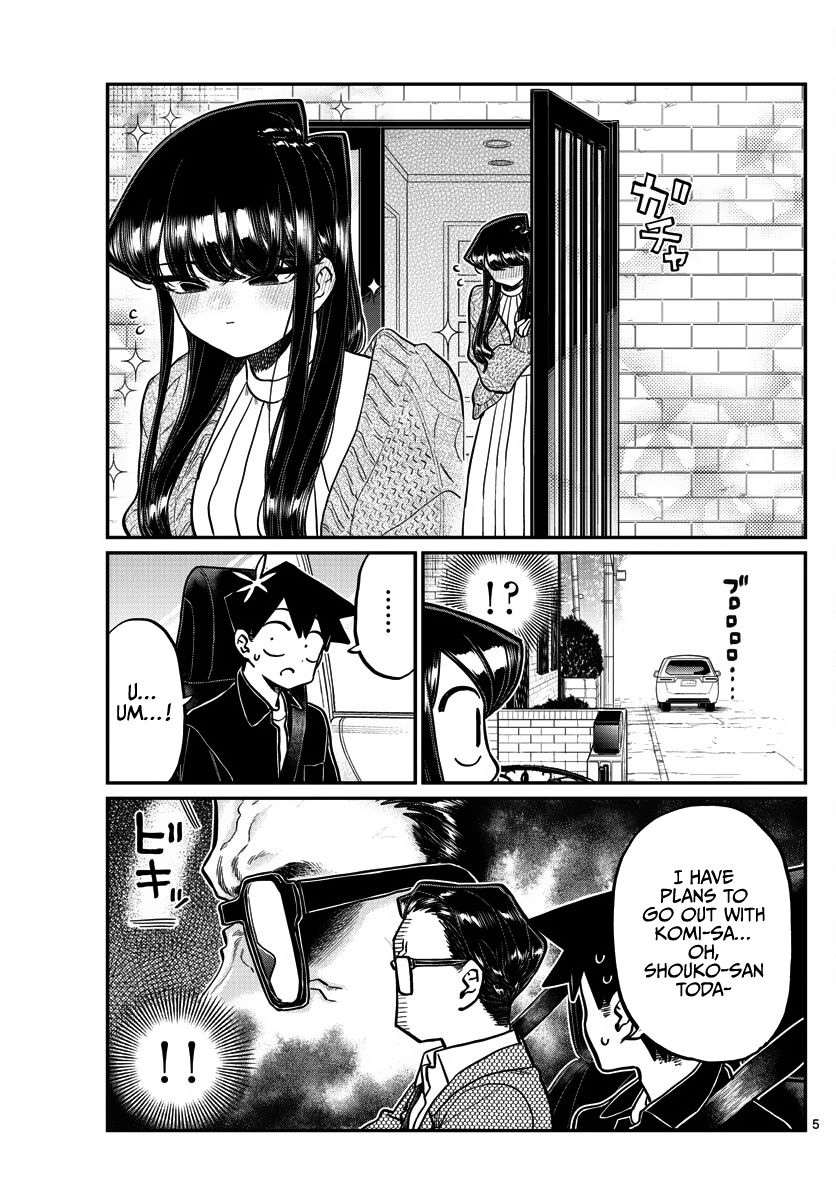 ガチャ
!?
ブロロロロ…
……
U...
UM...!
I HAVE
PLANS TO
GO OUT WITH
KOMI-SA...
OH,
SHOUKO-SAN
TODA-
ビキッ
!!
5